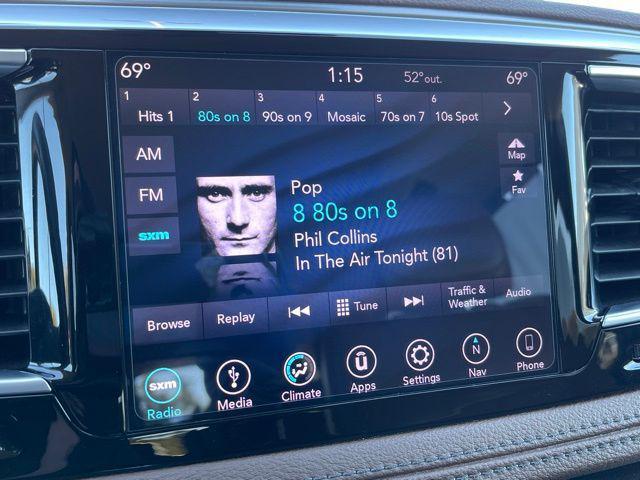 69° 1:15 52°out. 69°
1 2 3 4 5 6
Hits 1 80s on 8 90s on 9 Mosaic 70s on 7 10s Spot
AM
Map
FM
Fav
sxm
Pop
8 80s on 8
Phil Collins
In The Air Tonight (81)
Browse Replay Tune Traffic & Weather Audio
sxm
N
Radio Media Climate Apps Settings Nav Phone